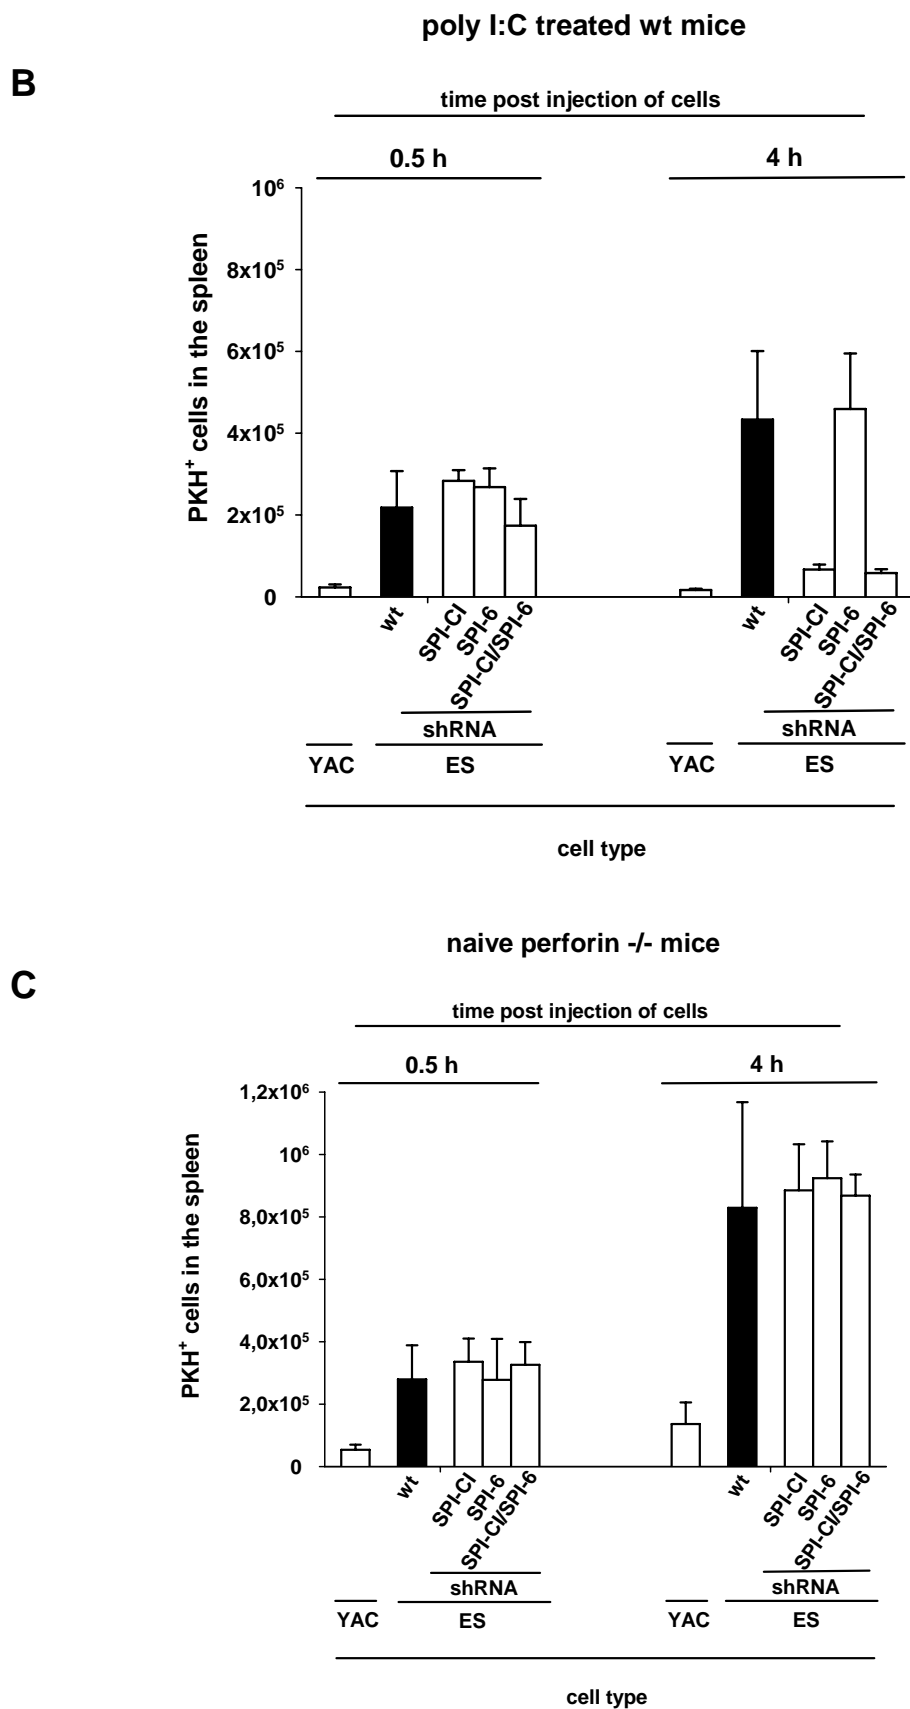 poly I:C treated wt mice
B
time post injection of cells
0.5 h 4 h
10⁶
8x10⁵
6x10⁵
4x10⁵
2x10⁵
0
PKH⁺ cells in the spleen
wt SPI-CI SPI-6 SPI-CI/SPI-6 wt SPI-CI SPI-6 SPI-CI/SPI-6
shRNA shRNA
YAC ES YAC ES
cell type
naive perforin -/- mice
C
time post injection of cells
0.5 h 4 h
1,2x10⁶
10⁶
8,0x10⁵
6,0x10⁵
4,0x10⁵
2,0x10⁵
0
PKH⁺ cells in the spleen
wt SPI-CI SPI-6 SPI-CI/SPI-6 wt SPI-CI SPI-6 SPI-CI/SPI-6
shRNA shRNA
YAC ES YAC ES
cell type